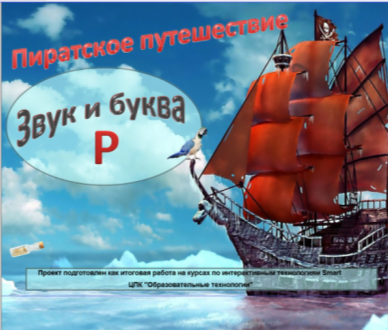 Пиратское путешествие
Звук и буква
Р
Проект подготовлен как итоговая работа на курсах по интерактивным технологиям Smart
ЦПК "Образовательные технологии"